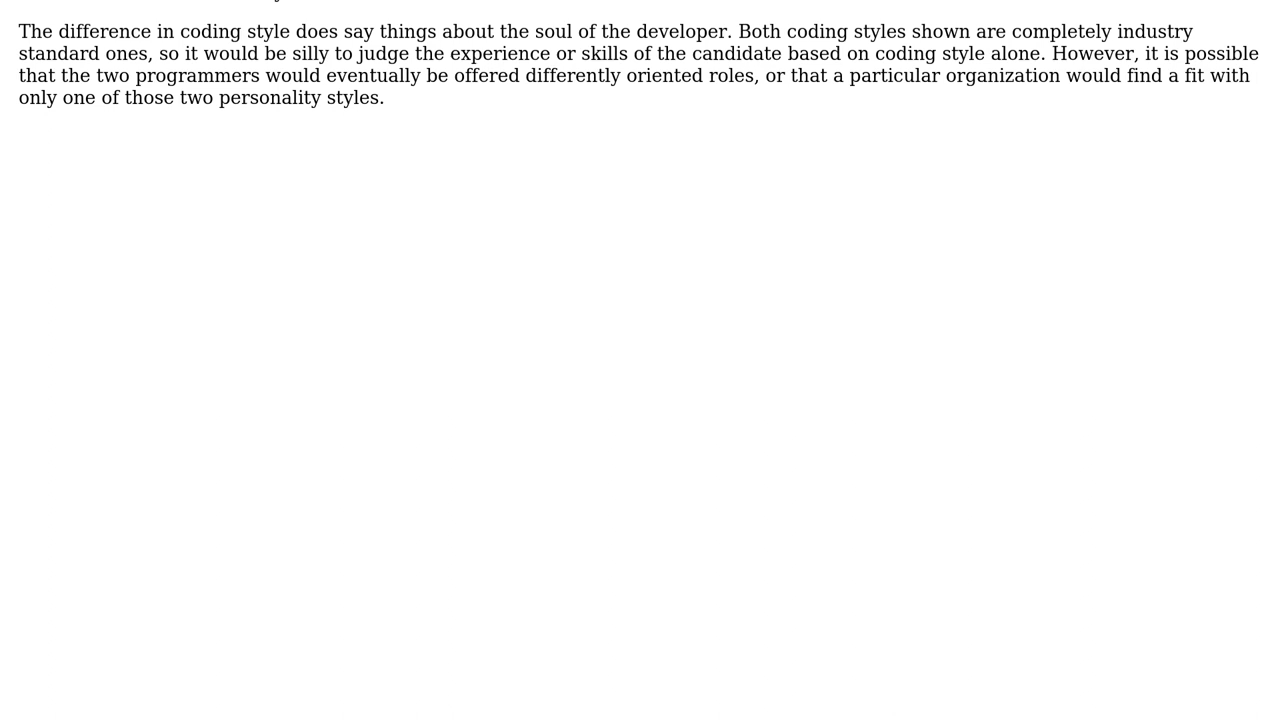 The difference in coding style does say things about the soul of the developer. Both coding styles shown are completely industry
standard ones, so it would be silly to judge the experience or skills of the candidate based on coding style alone. However, it is possible
that the two programmers would eventually be offered differently oriented roles, or that a particular organization would find a fit with
only one of those two personality styles.